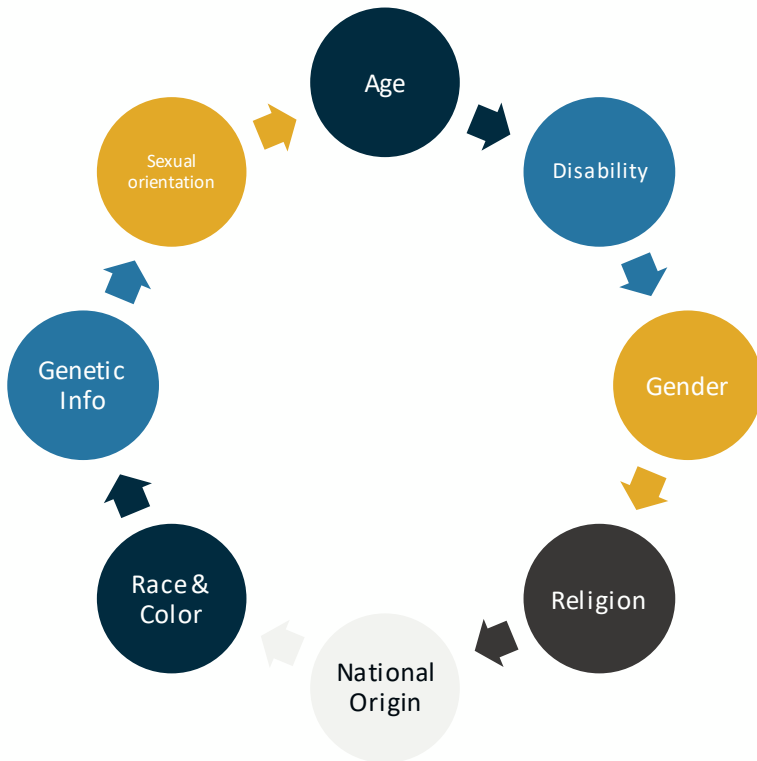 Age
Disability
Gender
Religion
National
Origin
Race & 
Color
Genetic
Info
Sexual
orientation